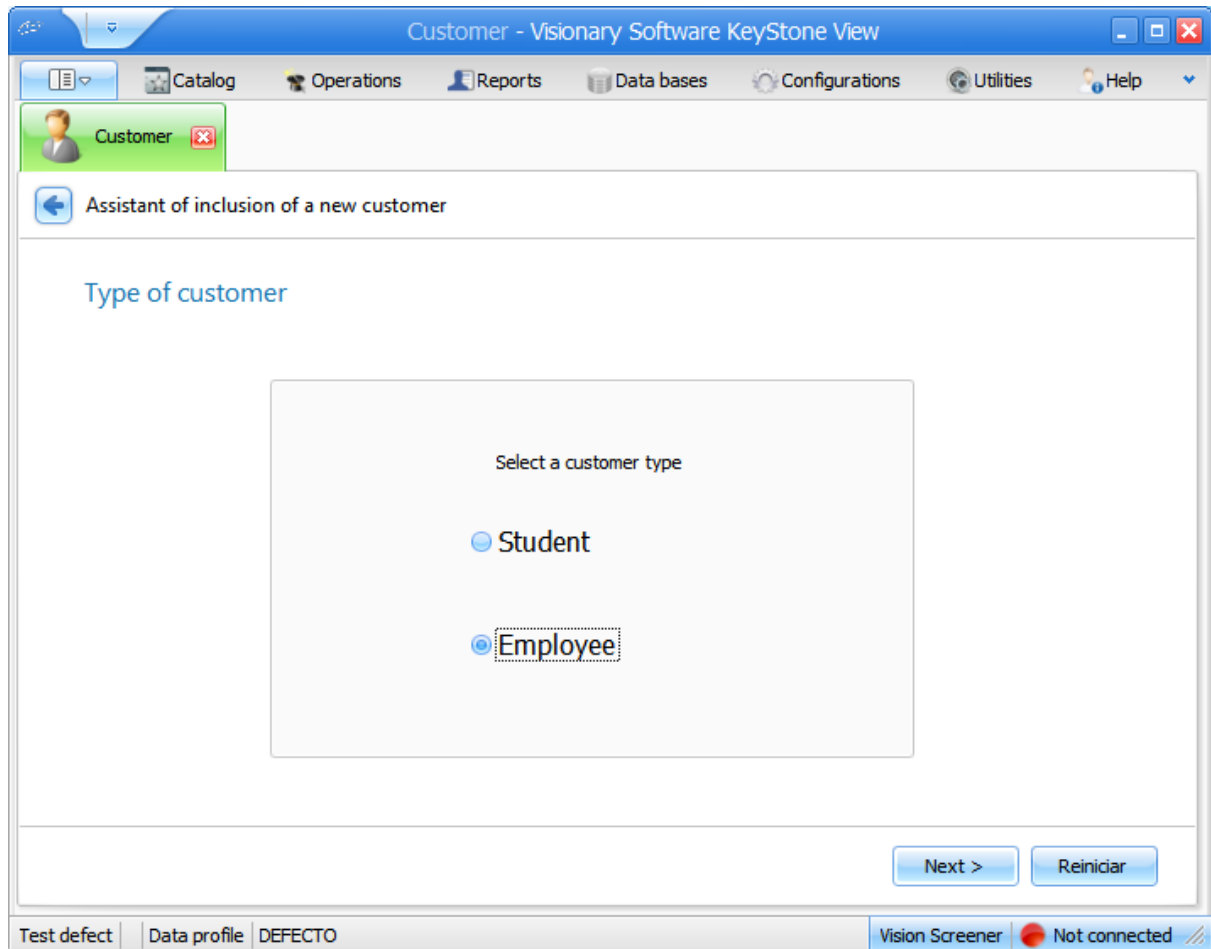 Customer - Visionary Software KeyStone View
Catalog Operations Reports Data bases Configurations Utilities Help
Customer
Assistant of inclusion of a new customer
Type of customer
Select a customer type
Student
Employee
Next > Reiniciar
Test defect Data profile DEFECTO Vision Screener Not connected